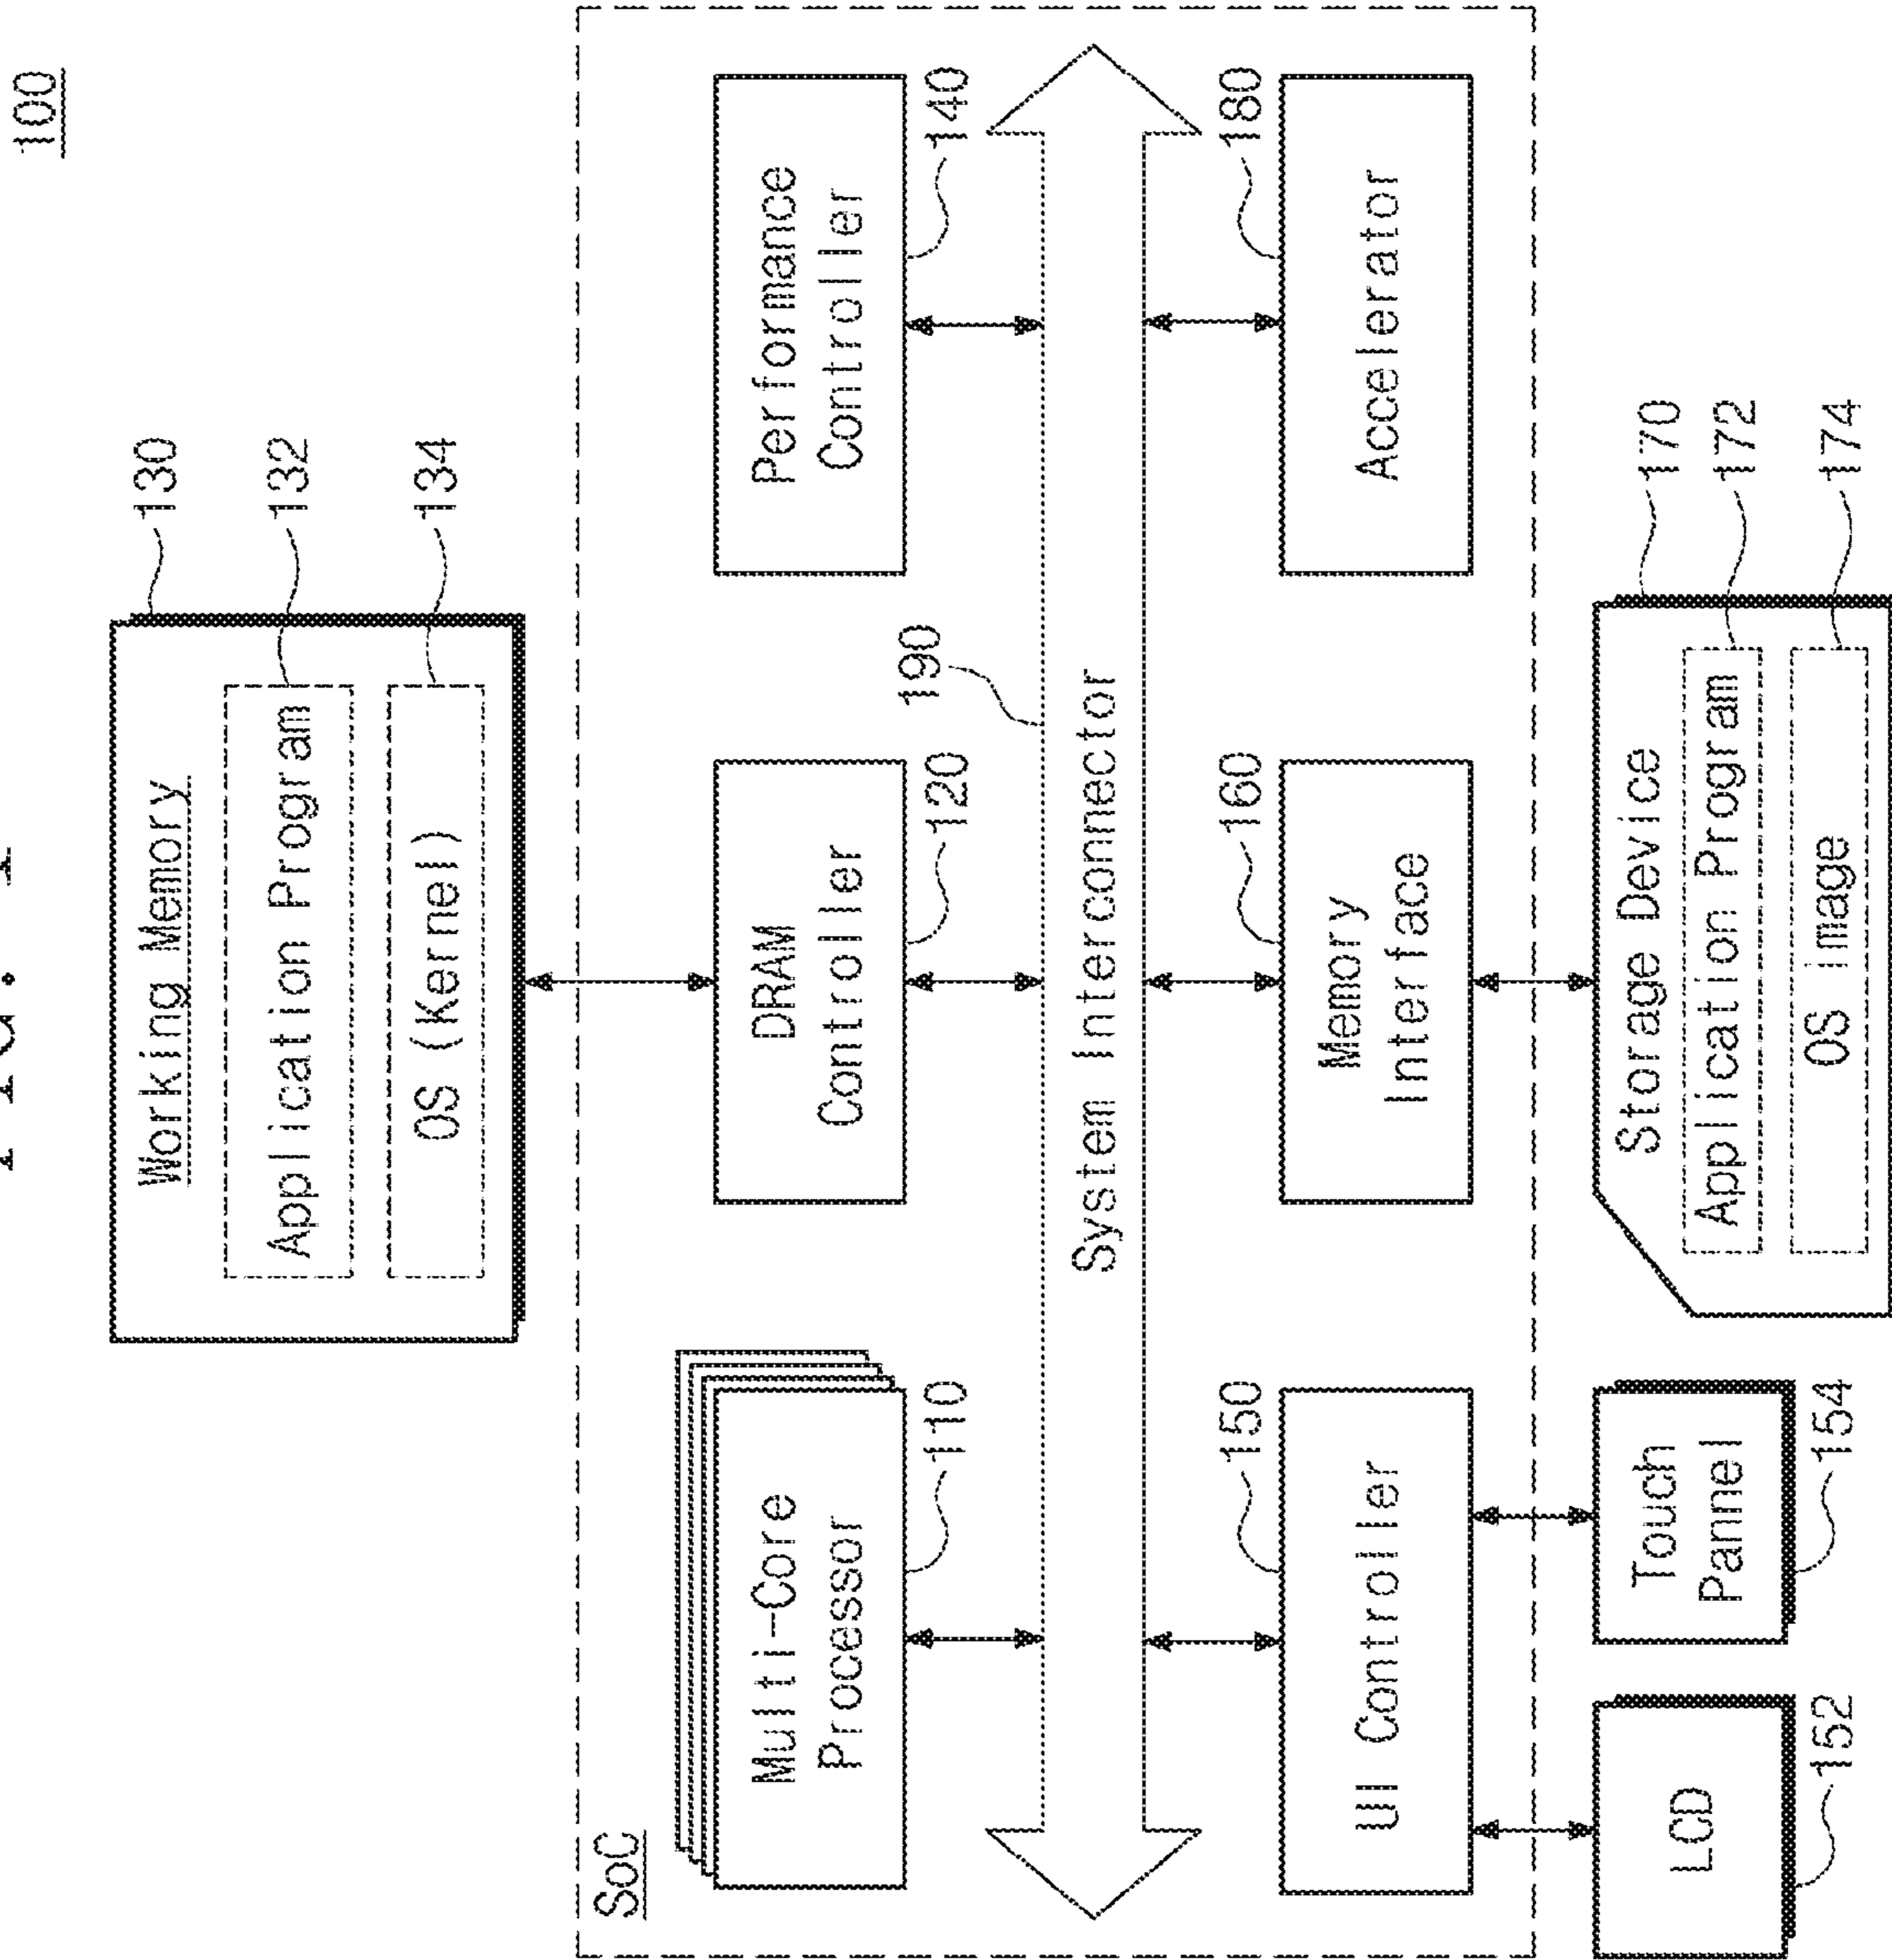 100
Working Memory
130
Application Program
132
OS (Kernel)
134
SoC
Multi-Core
Processor
110
DRAM
Controller
120
Performance
Controller
140
190
System Interconnector
150
UI Controller
160
Memory
Interface
180
Accelerator
LCD
152
Touch
Pannel
154
Storage Device
170
Application Program
172
OS image
174